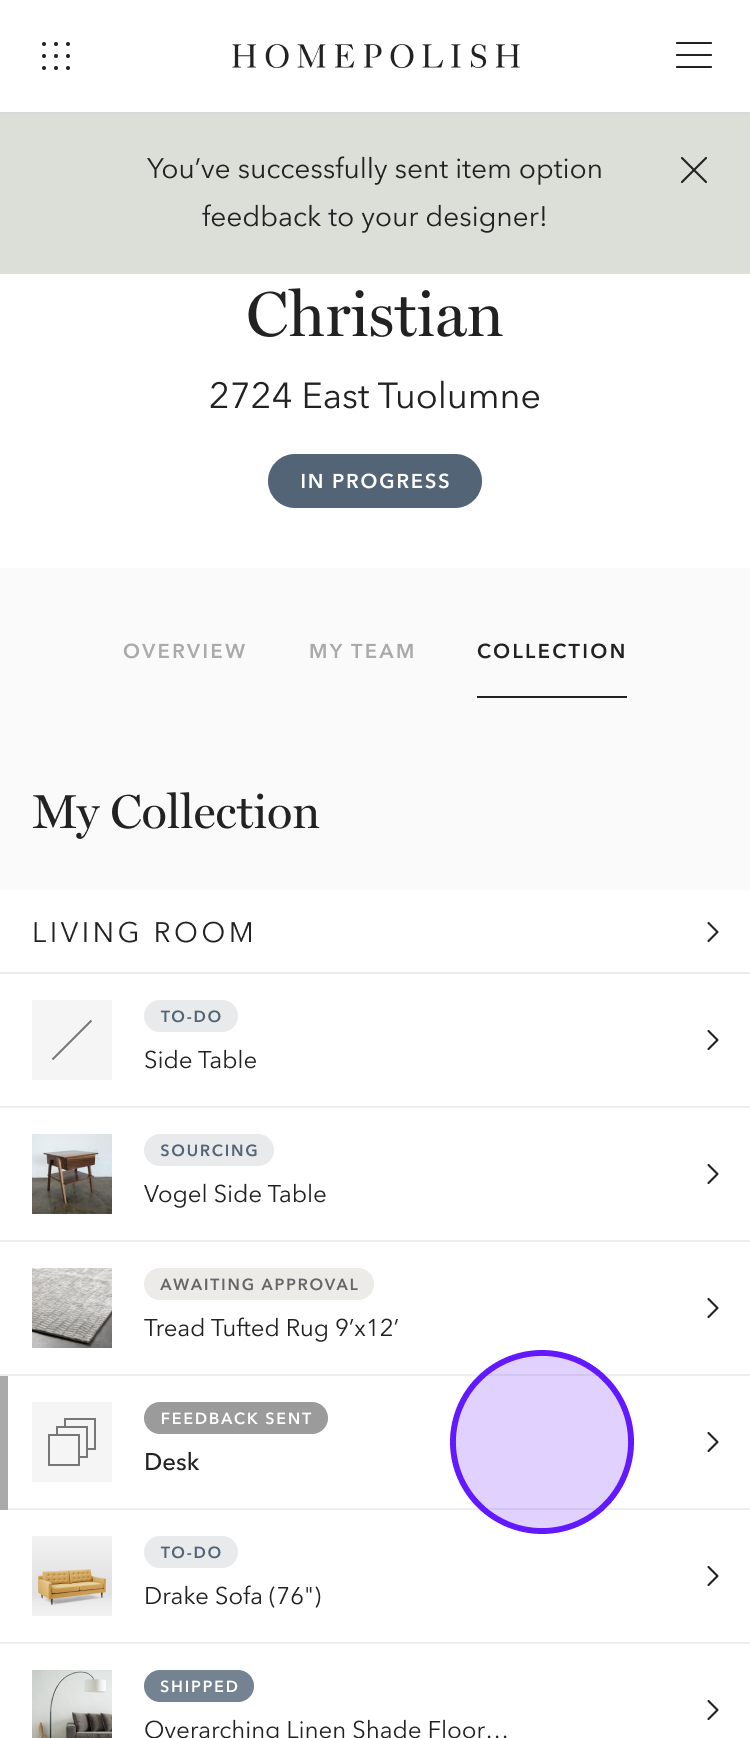 HOMEPOLISH
You’ve successfully sent item option
feedback to your designer!
Christian
2724 East Tuolumne
IN PROGRESS
OVERVIEW MY TEAM COLLECTION
My Collection
LIVING ROOM
TO-DO
Side Table
SOURCING
Vogel Side Table
AWAITING APPROVAL
Tread Tufted Rug 9’x12’
FEEDBACK SENT
Desk
TO-DO
Drake Sofa (76")
SHIPPED
Overarching Linen Shade Floor…